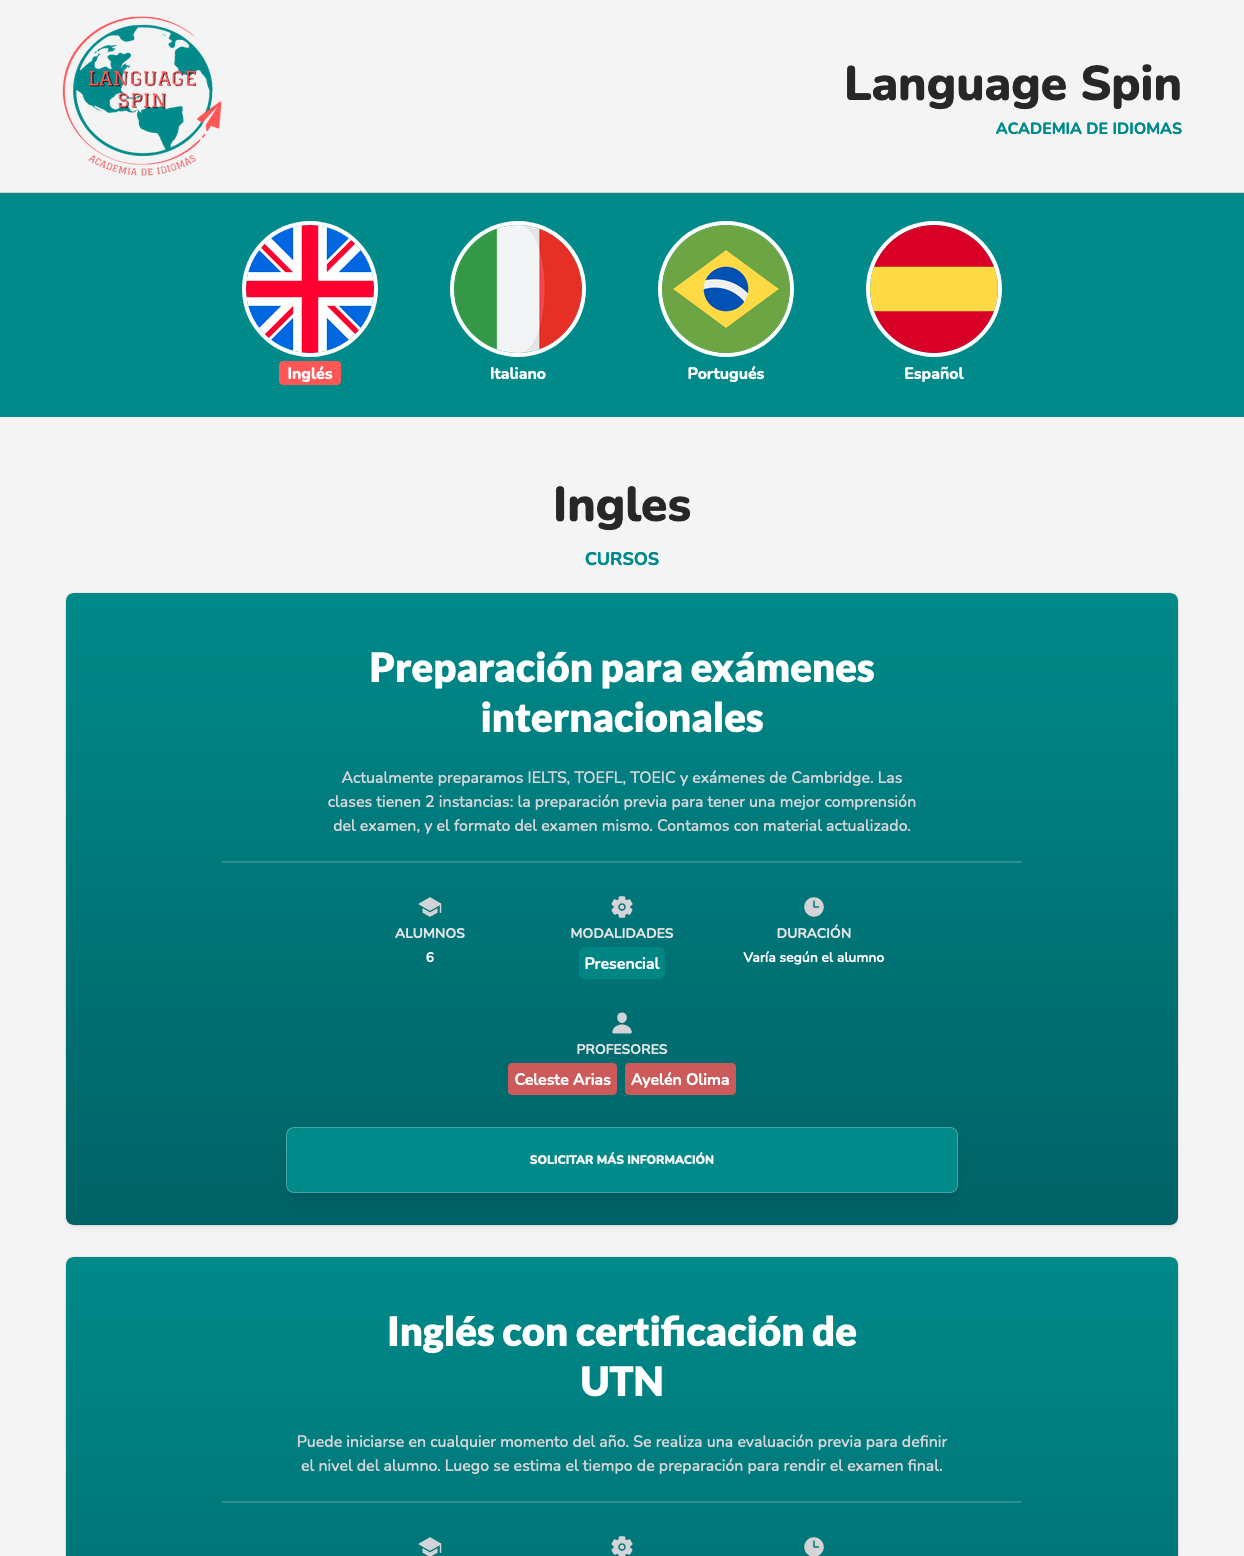 LANGUAGE
SPIN
ACADEMIA DE IDIOMAS
Language Spin
ACADEMIA DE IDIOMAS
Inglés
Italiano
Portugués
Español
Ingles
CURSOS
Preparación para exámenes
internacionales
Actualmente preparamos IELTS, TOEFL, TOEIC y exámenes de Cambridge. Las
clases tienen 2 instancias: la preparación previa para tener una mejor comprensión
del examen, y el formato del examen mismo. Contamos con material actualizado.
ALUMNOS
6
MODALIDADES
Presencial
DURACIÓN
Varía según el alumno
PROFESORES
Celeste Arias
Ayelén Olima
SOLICITAR MÁS INFORMACIÓN
Inglés con certificación de
UTN
Puede iniciarse en cualquier momento del año. Se realiza una evaluación previa para definir
el nivel del alumno. Luego se estima el tiempo de preparación para rendir el examen final.